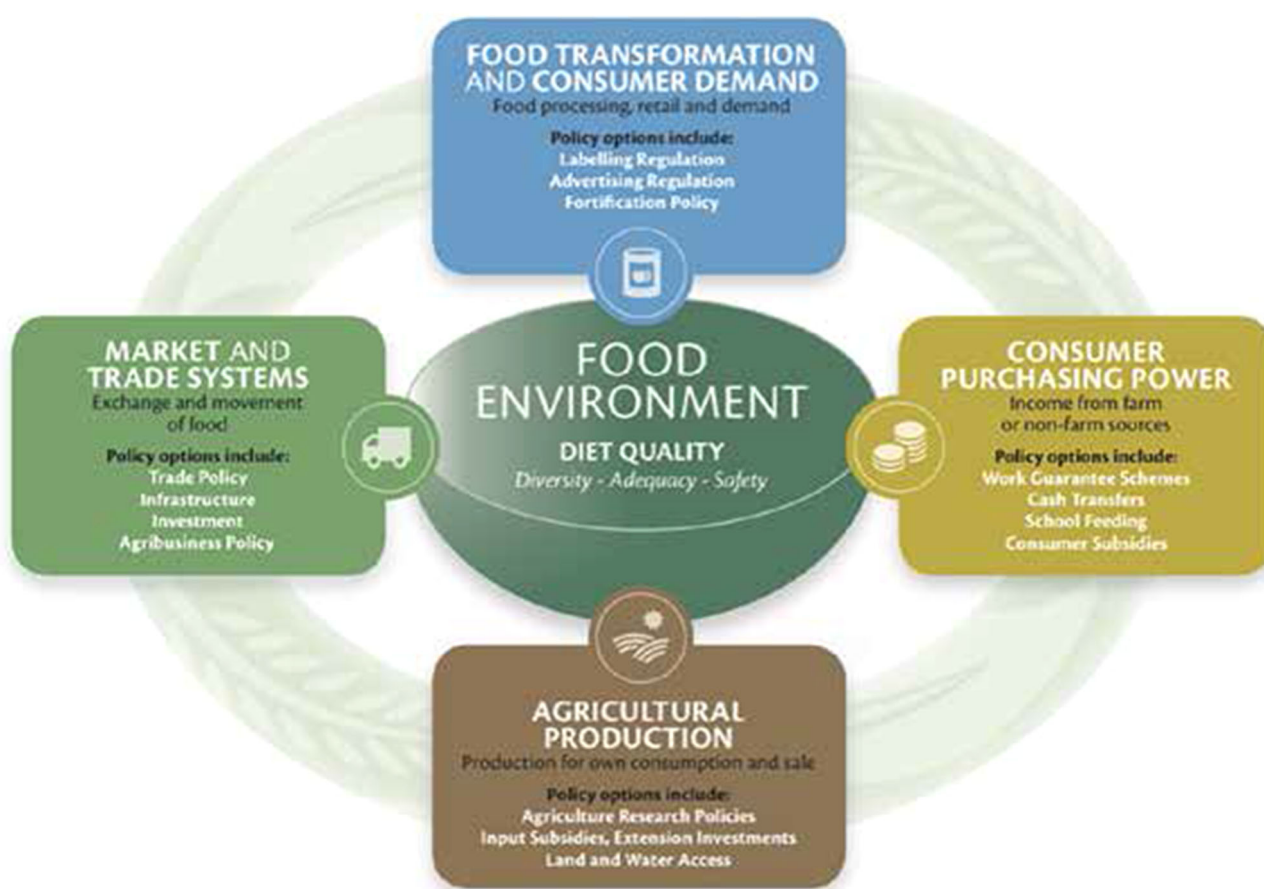 FOOD TRANSFORMATION
AND CONSUMER DEMAND
Food processing, retail and demand
Policy options include:
Labelling Regulation
Advertising Regulation
Fortification Policy
MARKET AND
TRADE SYSTEMS
Exchange and movement
of food
Policy options include:
Trade Policy
Infrastructure
Investment
Agribusiness Policy
FOOD
ENVIRONMENT
DIET QUALITY
Diversity - Adequacy - Safety
CONSUMER
PURCHASING POWER
Income from farm
or non-farm sources
Policy options include:
Work Guarantee Schemes
Cash Transfers
School Feeding
Consumer Subsidies
AGRICULTURAL
PRODUCTION
Production for own consumption and sale
Policy options include:
Agriculture Research Policies
Input Subsidies, Extension Investments
Land and Water Access